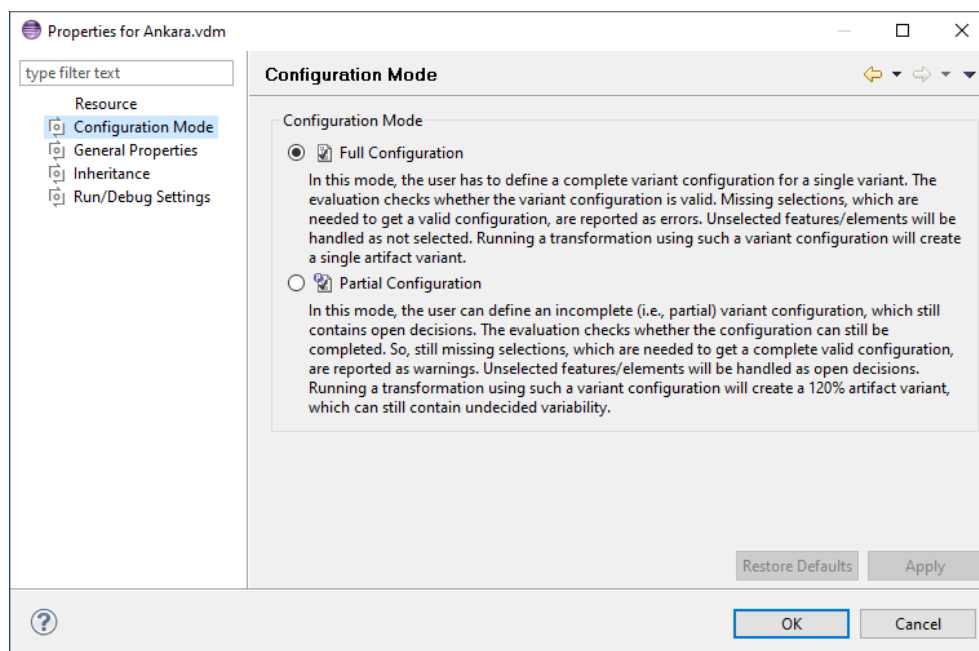 Properties for Ankara.vdm
type filter text
Resource
Configuration Mode
General Properties
Inheritance
Run/Debug Settings
Configuration Mode
Configuration Mode
Full Configuration
In this mode, the user has to define a complete variant configuration for a single variant. The
evaluation checks whether the variant configuration is valid. Missing selections, which are
needed to get a valid configuration, are reported as errors. Unselected features/elements will be
handled as not selected. Running a transformation using such a variant configuration will create
a single artifact variant.
Partial Configuration
In this mode, the user can define an incomplete (i.e., partial) variant configuration, which still
contains open decisions. The evaluation checks whether the configuration can still be
completed. So, still missing selections, which are needed to get a complete valid configuration,
are reported as warnings. Unselected features/elements will be handled as open decisions.
Running a transformation using such a variant configuration will create a 120% artifact variant,
which can still contain undecided variability.
Restore Defaults
Apply
OK
Cancel